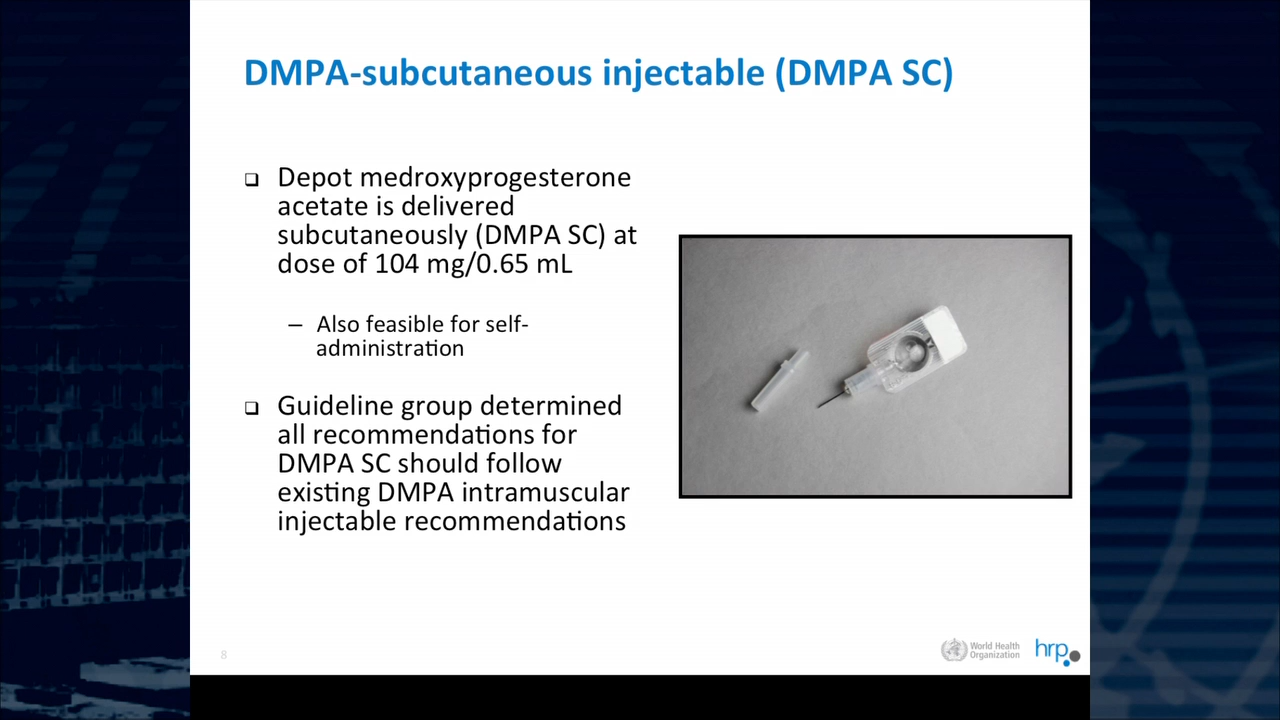 DMPA-subcutaneous injectable (DMPA SC)
❑ Depot medroxyprogesterone
acetate is delivered
subcutaneously (DMPA SC) at
dose of 104 mg/0.65 mL
– Also feasible for self-
administration
❑ Guideline group determined
all recommendations for
DMPA SC should follow
existing DMPA intramuscular
injectable recommendations
8
World Health
Organization
hrp